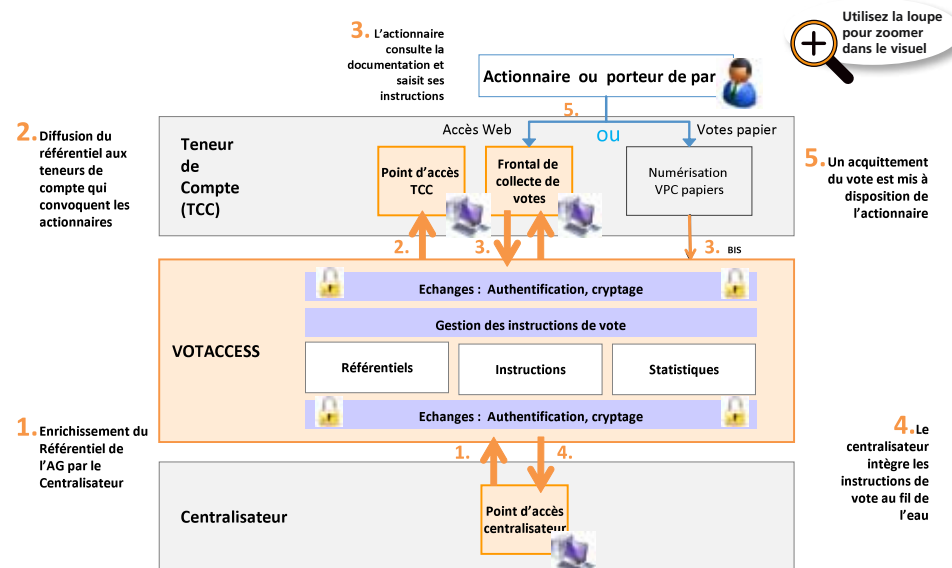 Utilisez la loupe
pour zoomer
dans le visuel
3. L’actionnaire
consulte la
documentation et
saisit ses
instructions
Actionnaire ou porteur de par
5.
Accès Web
ou
Votes papier
2. Diffusion du
référentiel aux
teneurs de
compte qui
convoquent les
actionnaires
Teneur
de
Compte
(TCC)
Point d’accès
TCC
Frontal de
collecte de
votes
Numérisation
VPC papiers
5. Un acquittement
du vote est mis à
disposition de
l’actionnaire
2.
3.
3. BIS
VOTACCESS
Echanges : Authentification, cryptage
Gestion des instructions de vote
Référentiels
Instructions
Statistiques
Echanges : Authentification, cryptage
1. Enrichissement du
Référentiel de
l’AG par le
Centralisateur
1.
4.
4. Le
centralisateur
intègre les
instructions de
vote au fil de
l’eau
Centralisateur
Point d’accès
centralisateur